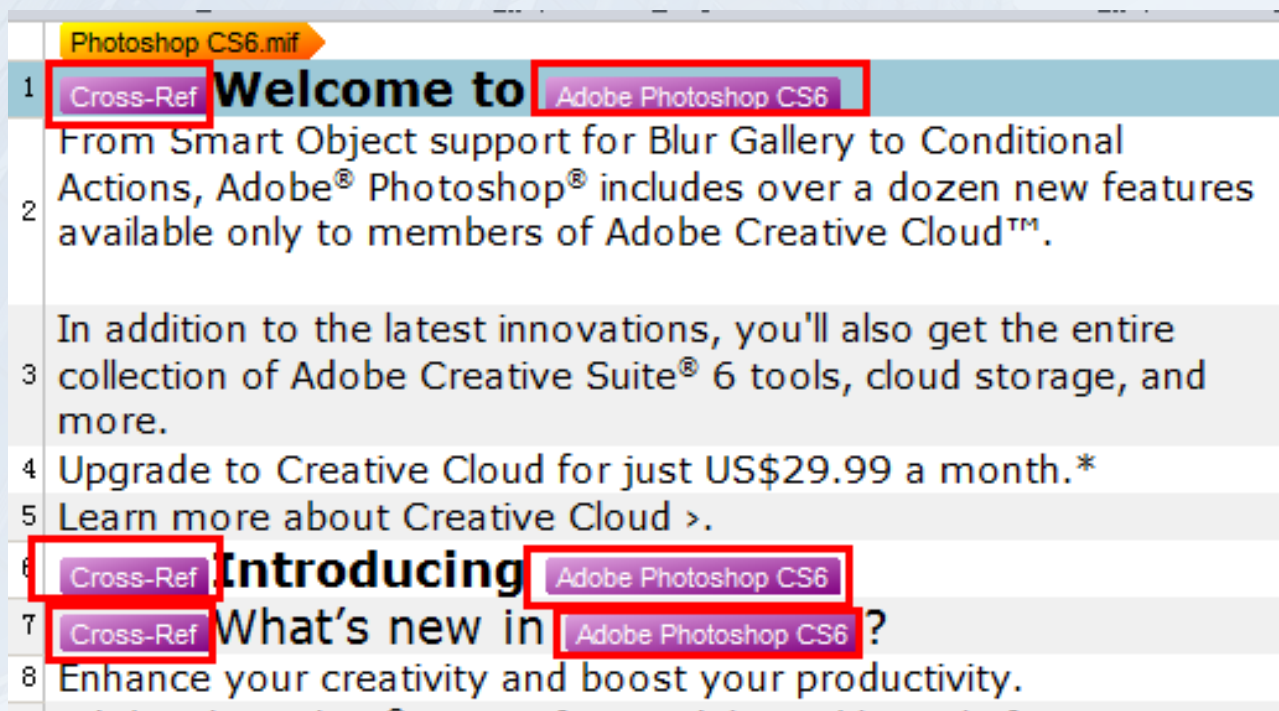 Photoshop CS6.mif
1 Cross-Ref Welcome to Adobe Photoshop CS6
From Smart Object support for Blur Gallery to Conditional
2 Actions, Adobe® Photoshop® includes over a dozen new features
available only to members of Adobe Creative Cloud™.
In addition to the latest innovations, you'll also get the entire
3 collection of Adobe Creative Suite® 6 tools, cloud storage, and
more.
4 Upgrade to Creative Cloud for just US$29.99 a month.*
5 Learn more about Creative Cloud ›.
6 Cross-Ref Introducing Adobe Photoshop CS6
7 Cross-Ref What’s new in Adobe Photoshop CS6 ?
8 Enhance your creativity and boost your productivity.